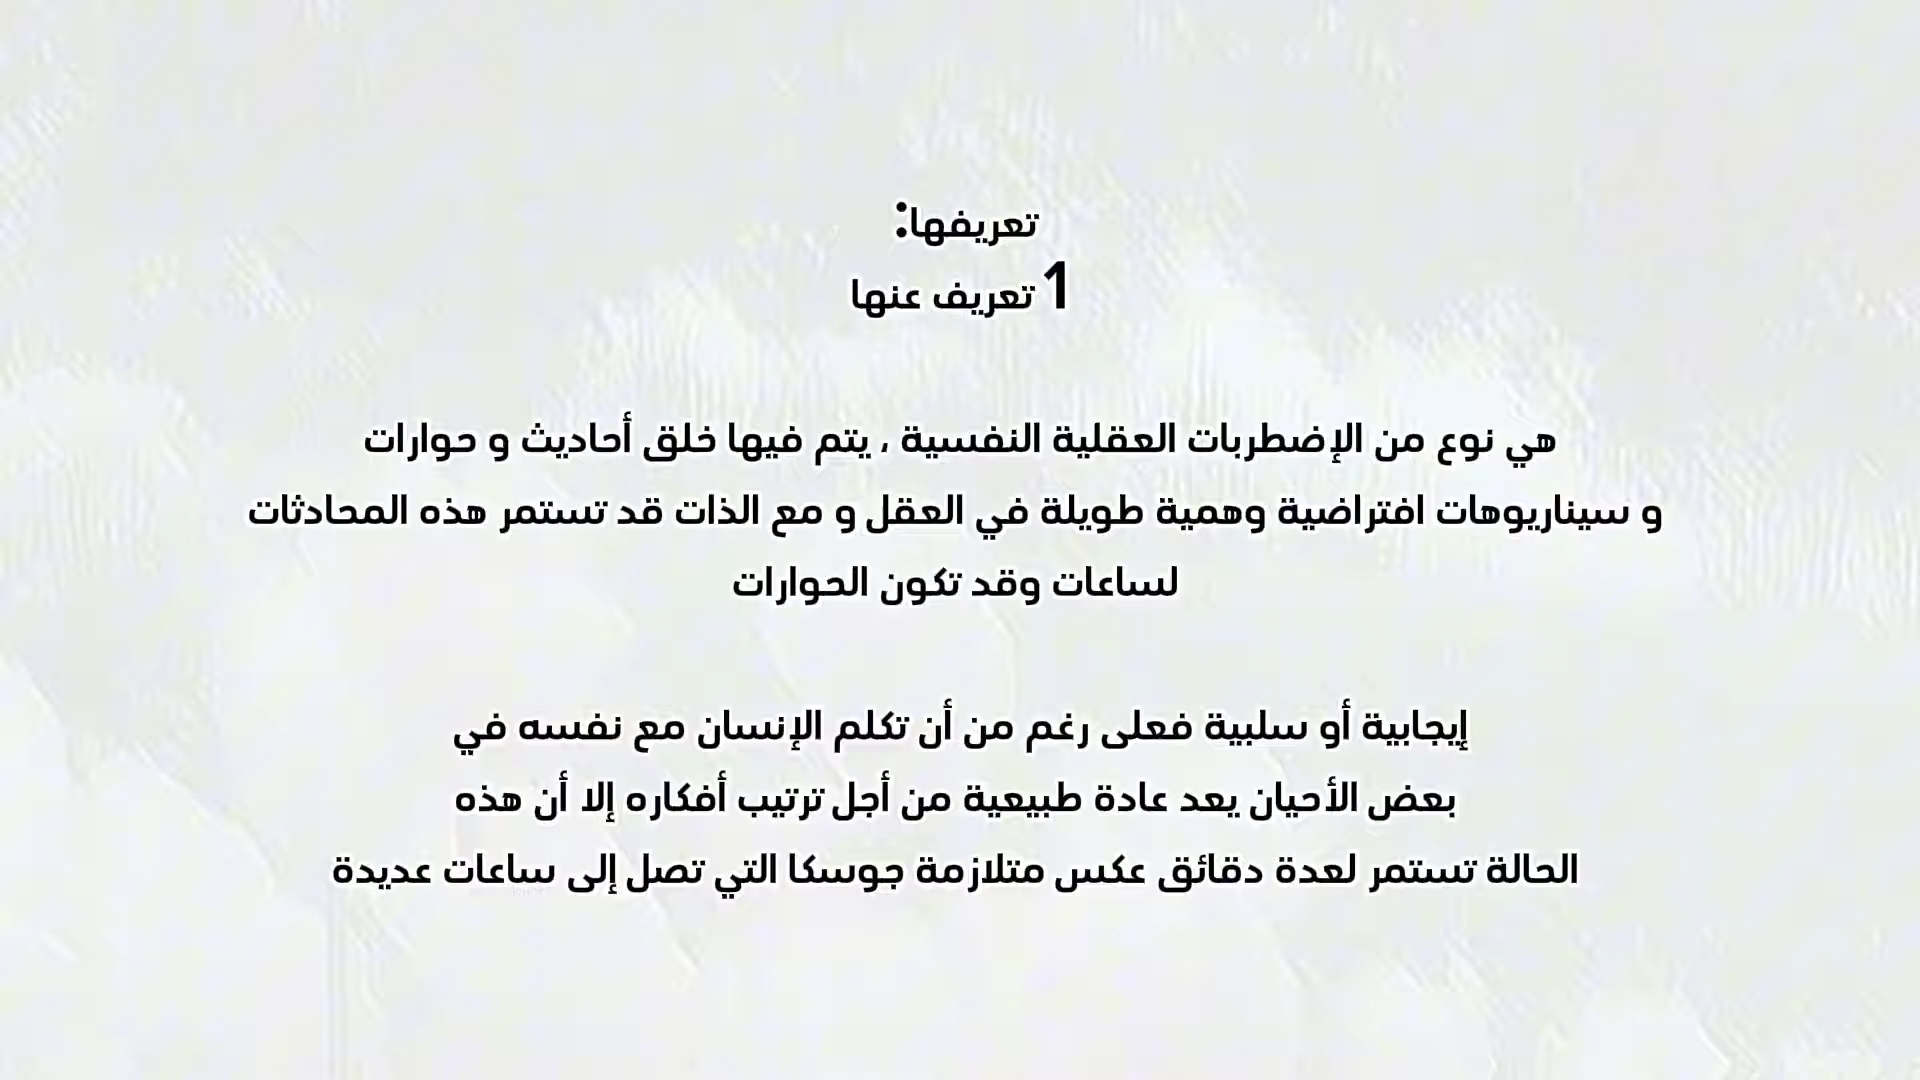 تعريفها:
1 تعريف عنها
هي نوع من الإضطربات العقلية النفسية ، يتم فيها خلق أحاديث و حوارات
و سيناريوهات افتراضية وهمية طويلة في العقل و مع الذات قد تستمر هذه المحادثات
لساعات وقد تكون الحوارات
إيجابية أو سلبية فعلى رغم من أن تكلم الإنسان مع نفسه في
بعض الأحيان يعد عادة طبيعية من أجل ترتيب أفكاره إلا أن هذه
الحالة تستمر لعدة دقائق عكس متلازمة جوسكا التي تصل إلى ساعات عديدة